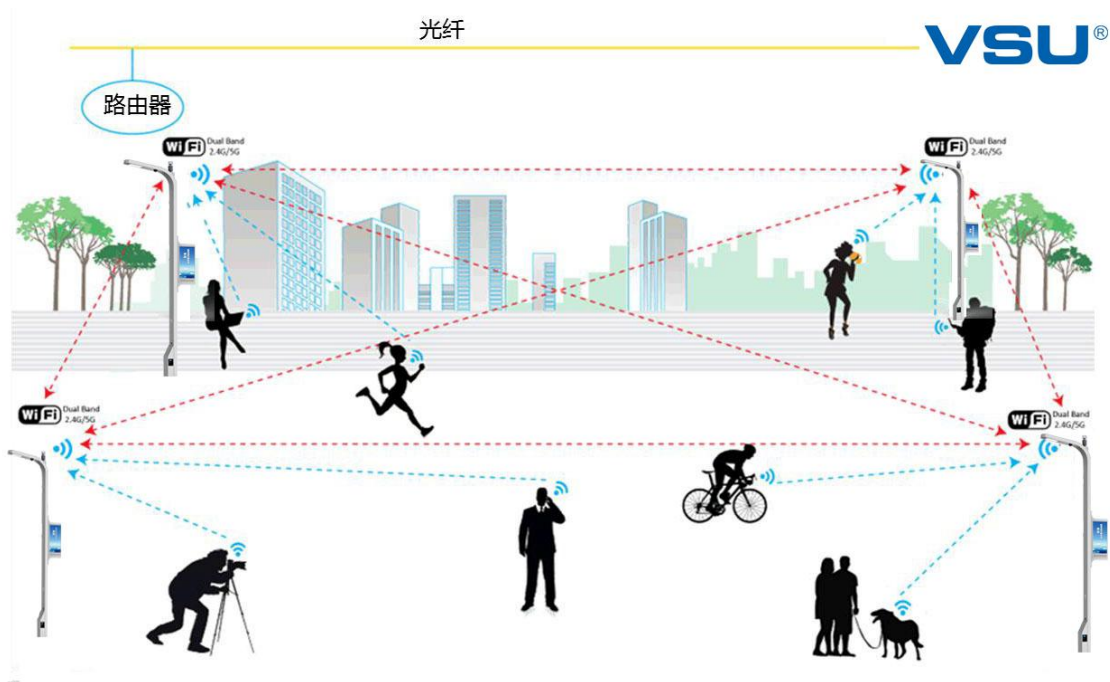 光纤
VSU®
路由器
WiFi Dual Band
2.4G/5G
WiFi Dual Band
2.4G/5G
WiFi Dual Band
2.4G/5G
WiFi Dual Band
2.4G/5G